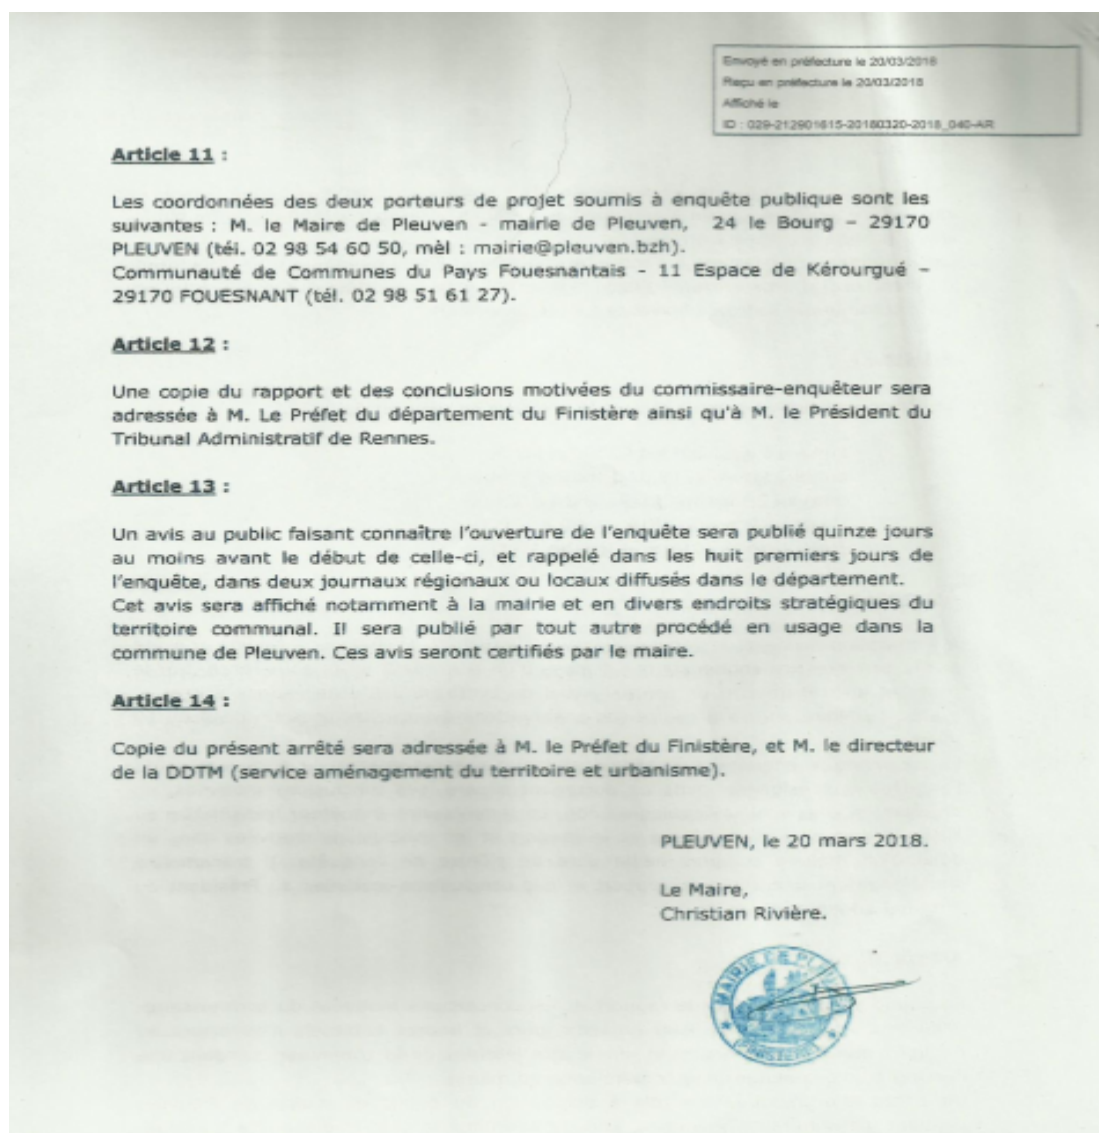 Envoyé en préfecture le 20/03/2018
Reçu en préfecture le 20/03/2018
Affiché le
ID : 029-212901615-20180320-2018_040-AR
Article 11 :
Les coordonnées des deux porteurs de projet soumis à enquête publique sont les
suivantes : M. le Maire de Pleuven - mairie de Pleuven, 24 le Bourg – 29170
PLEUVEN (tél. 02 98 54 60 50, mèl : mairie@pleuven.bzh).
Communauté de Communes du Pays Fouesnantais - 11 Espace de Kérourgué –
29170 FOUESNANT (tél. 02 98 51 61 27).
Article 12 :
Une copie du rapport et des conclusions motivées du commissaire-enquêteur sera
adressée à M. Le Préfet du département du Finistère ainsi qu'à M. le Président du
Tribunal Administratif de Rennes.
Article 13 :
Un avis au public faisant connaître l'ouverture de l'enquête sera publié quinze jours
au moins avant le début de celle-ci, et rappelé dans les huit premiers jours de
l'enquête, dans deux journaux régionaux ou locaux diffusés dans le département.
Cet avis sera affiché notamment à la mairie et en divers endroits stratégiques du
territoire communal. Il sera publié par tout autre procédé en usage dans la
commune de Pleuven. Ces avis seront certifiés par le maire.
Article 14 :
Copie du présent arrêté sera adressée à M. le Préfet du Finistère, et M. le directeur
de la DDTM (service aménagement du territoire et urbanisme).
PLEUVEN, le 20 mars 2018.
Le Maire,
Christian Rivière.
MAIRIE DE
(FINISTERE)